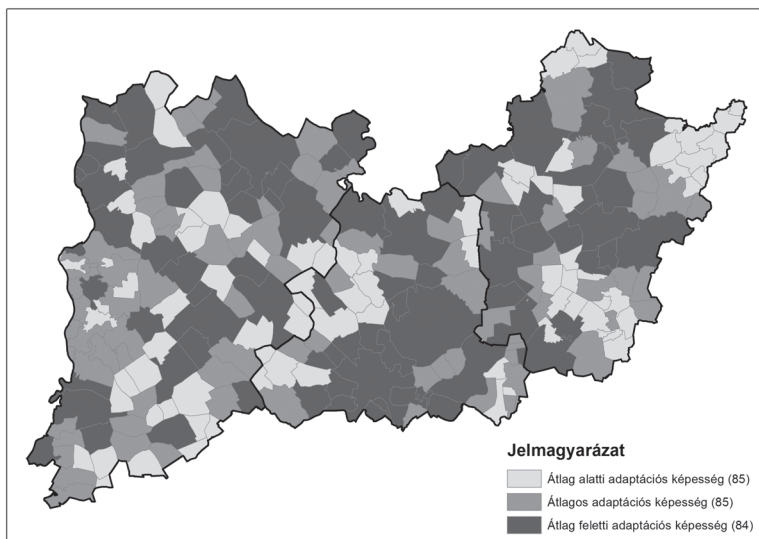 Jelmagyarázat
Átlag alatti adaptációs képesség (85)
Átlagos adaptációs képesség (85)
Átlag feletti adaptációs képesség (84)